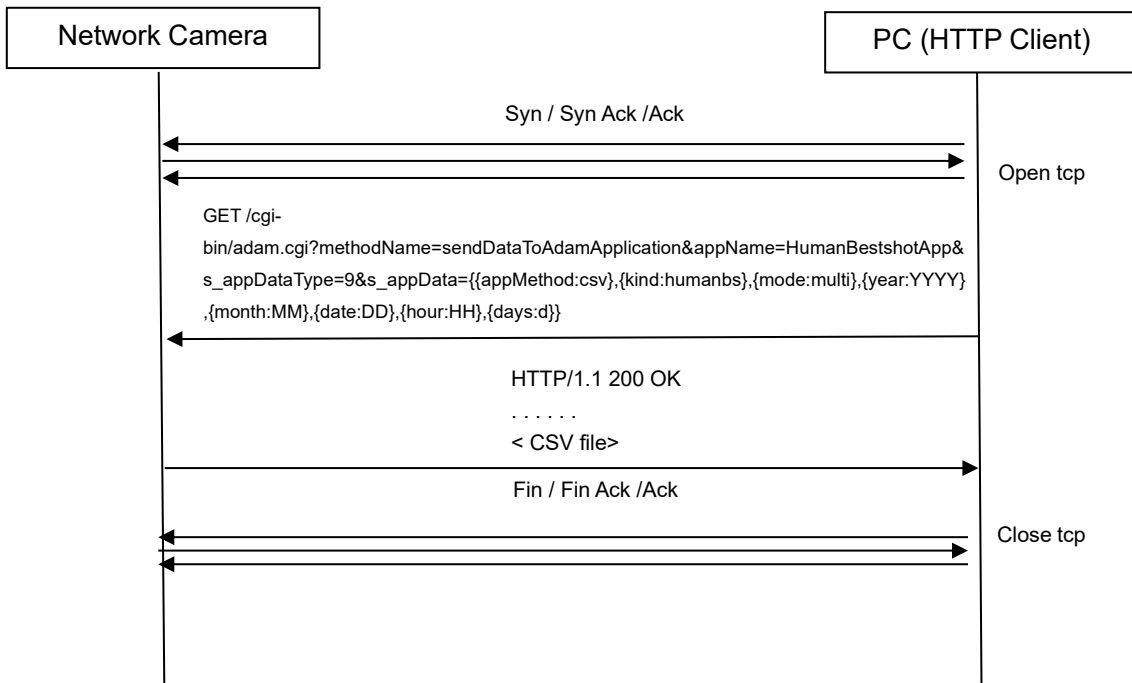 Network Camera
PC (HTTP Client)
Syn / Syn Ack /Ack
Open tcp
GET /cgi-
bin/adam.cgi?methodName=sendDataToAdamApplication&appName=HumanBestshotApp&
s_appDataType=9&s_appData={{appMethod:csv},{kind:humanbs},{mode:multi},{year:YYYY}
,{month:MM},{date:DD},{hour:HH},{days:d}}
HTTP/1.1 200 OK
. . . . . .
< CSV file>
Fin / Fin Ack /Ack
Close tcp